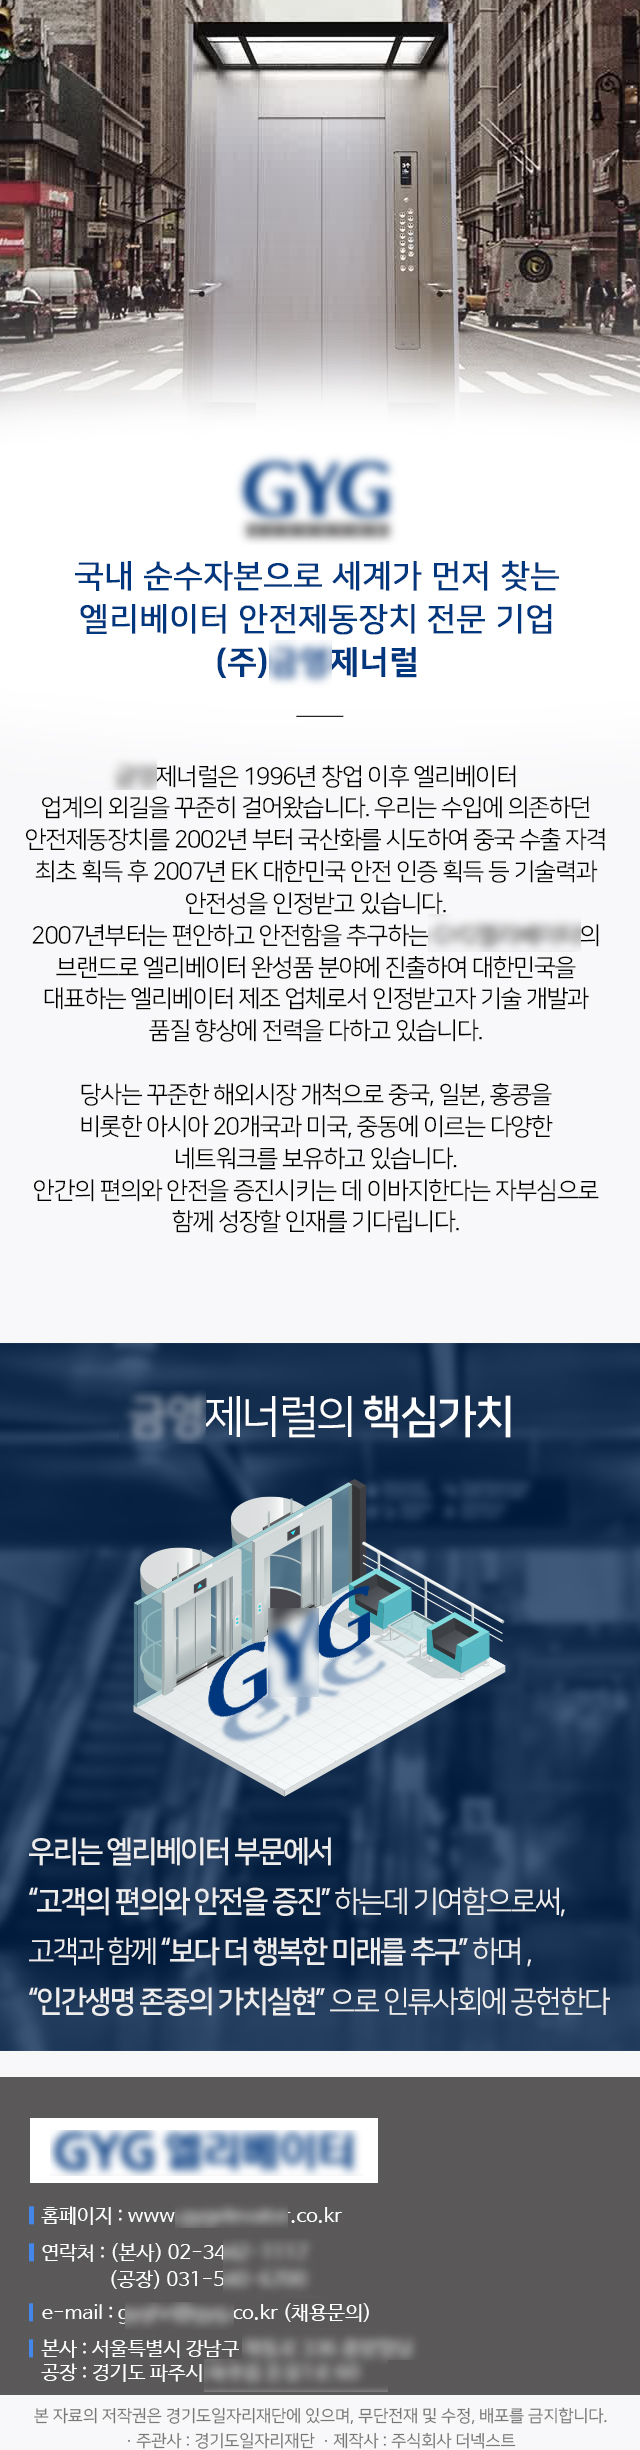 GYG
국내 순수자본으로 세계가 먼저 찾는
엘리베이터 안전제동장치 전문 기업
(주)금영제너럴
금영제너럴은 1996년 창업 이후 엘리베이터
업계의 외길을 꾸준히 걸어왔습니다. 우리는 수입에 의존하던
안전제동장치를 2002년 부터 국산화를 시도하여 중국 수출 자격
최초 획득 후 2007년 EK 대한민국 안전 인증 획득 등 기술력과
안전성을 인정받고 있습니다.
2007년부터는 편안하고 안전함을 추구하는 의
브랜드로 엘리베이터 완성품 분야에 진출하여 대한민국을
대표하는 엘리베이터 제조 업체로서 인정받고자 기술 개발과
품질 향상에 전력을 다하고 있습니다.
당사는 꾸준한 해외시장 개척으로 중국, 일본, 홍콩을
비롯한 아시아 20개국과 미국, 중동에 이르는 다양한
네트워크를 보유하고 있습니다.
안간의 편의와 안전을 증진시키는 데 이바지한다는 자부심으로
함께 성장할 인재를 기다립니다.
금영제너럴의 핵심가치
GYG
우리는 엘리베이터 부문에서
“고객의 편의와 안전을 증진” 하는데 기여함으로써,
고객과 함께 “보다 더 행복한 미래를 추구” 하며 ,
“인간생명 존중의 가치실현” 으로 인류사회에 공헌한다
GYG 엘리베이터
홈페이지 : www .co.kr
연락처 : (본사) 02-34
(공장) 031-5
e-mail : g co.kr (채용문의)
본사 : 서울특별시 강남구
공장 : 경기도 파주시
본 자료의 저작권은 경기도일자리재단에 있으며, 무단전재 및 수정, 배포를 금지합니다.
· 주관사 : 경기도일자리재단 · 제작사 : 주식회사 더넥스트